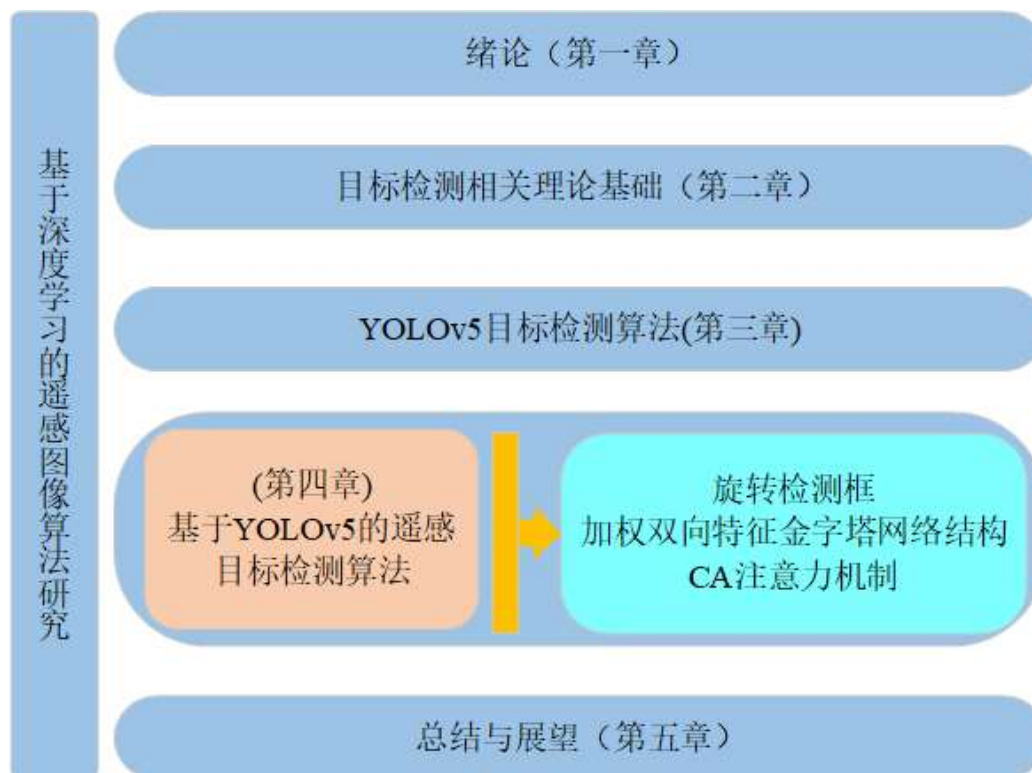 基于深度学习的遥感图像算法研究
绪论（第一章）
目标检测相关理论基础（第二章）
YOLOv5目标检测算法(第三章)
(第四章)
基于YOLOv5的遥感
目标检测算法
旋转检测框
加权双向特征金字塔网络结构
CA注意力机制
总结与展望（第五章）